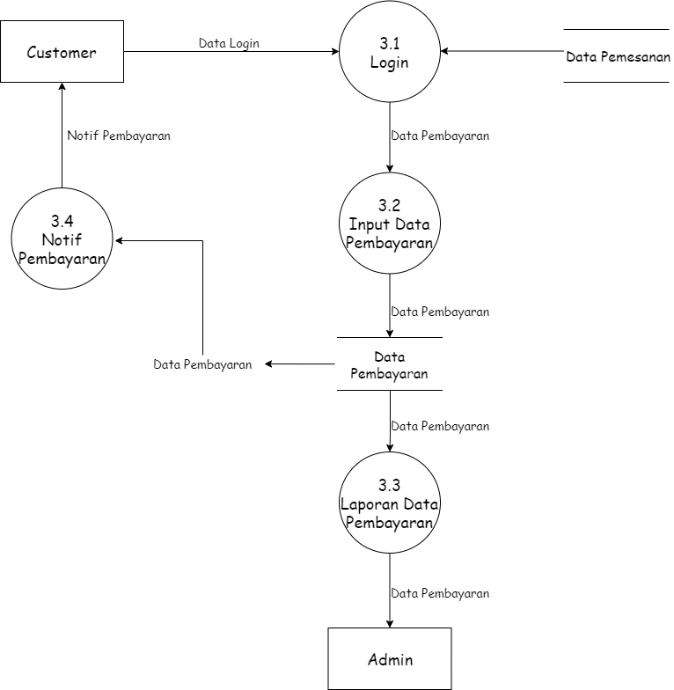 Customer
Data Login
3.1
Login
Data Pemesanan
Notif Pembayaran
Data Pembayaran
3.4
Notif
Pembayaran
3.2
Input Data
Pembayaran
Data Pembayaran
Data Pembayaran
Data
Pembayaran
Data Pembayaran
3.3
Laporan Data
Pembayaran
Data Pembayaran
Admin